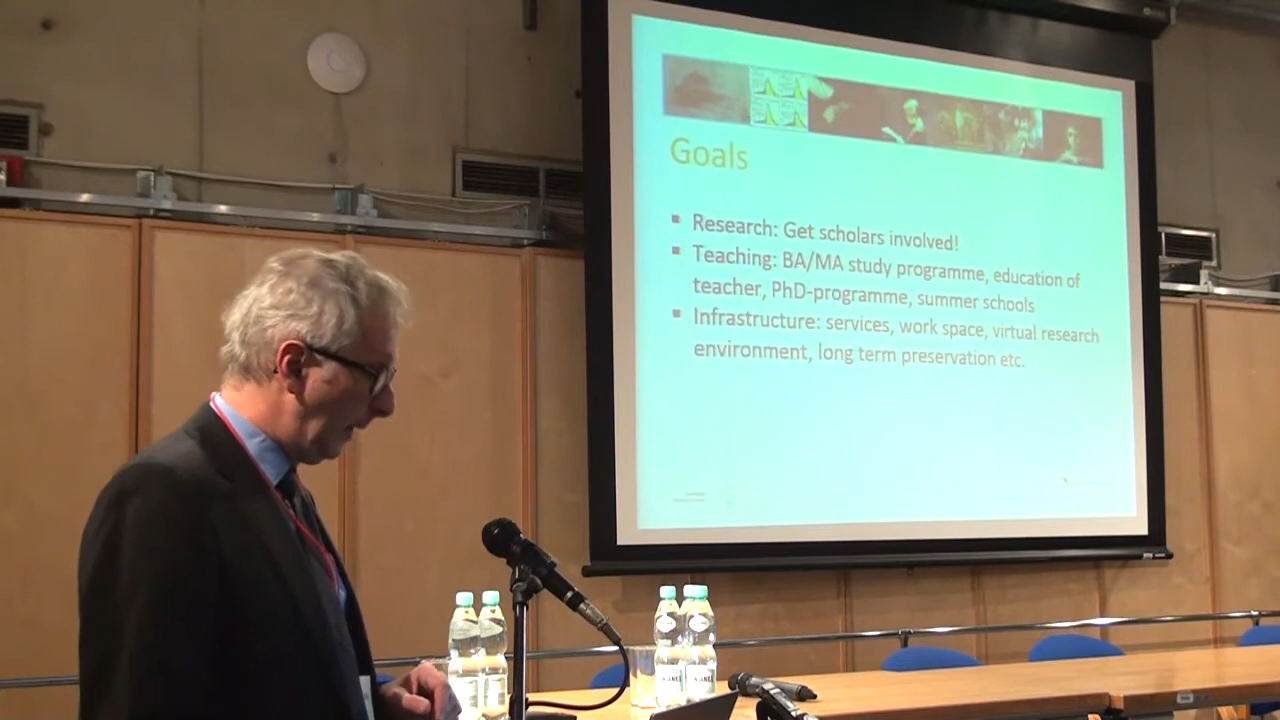 Goals
Research: Get scholars involved!
Teaching: BA/MA study programme, education of
teacher, PhD-programme, summer schools
Infrastructure: services, work space, virtual research
environment, long term preservation etc.